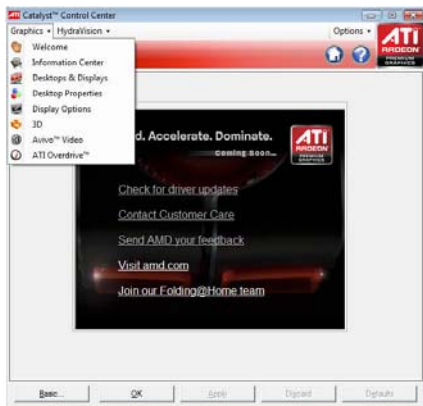 Catalyst™ Control Center
Graphics HydraVision Options
Welcome
Information Center
Desktops & Displays
Desktop Properties
Display Options
3D
Avivo™ Video
ATI Overdrive™
ATI
RADEON
PREMIUM
GRAPHICS
d. Accelerate. Dominate.
Coming Soon...
ATI
RADEON
PREMIUM
GRAPHICS
Check for driver updates
Contact Customer Care
Send AMD your feedback
Visit amd.com
Join our Folding@Home team
Basic... OK Apply Discard Defaults